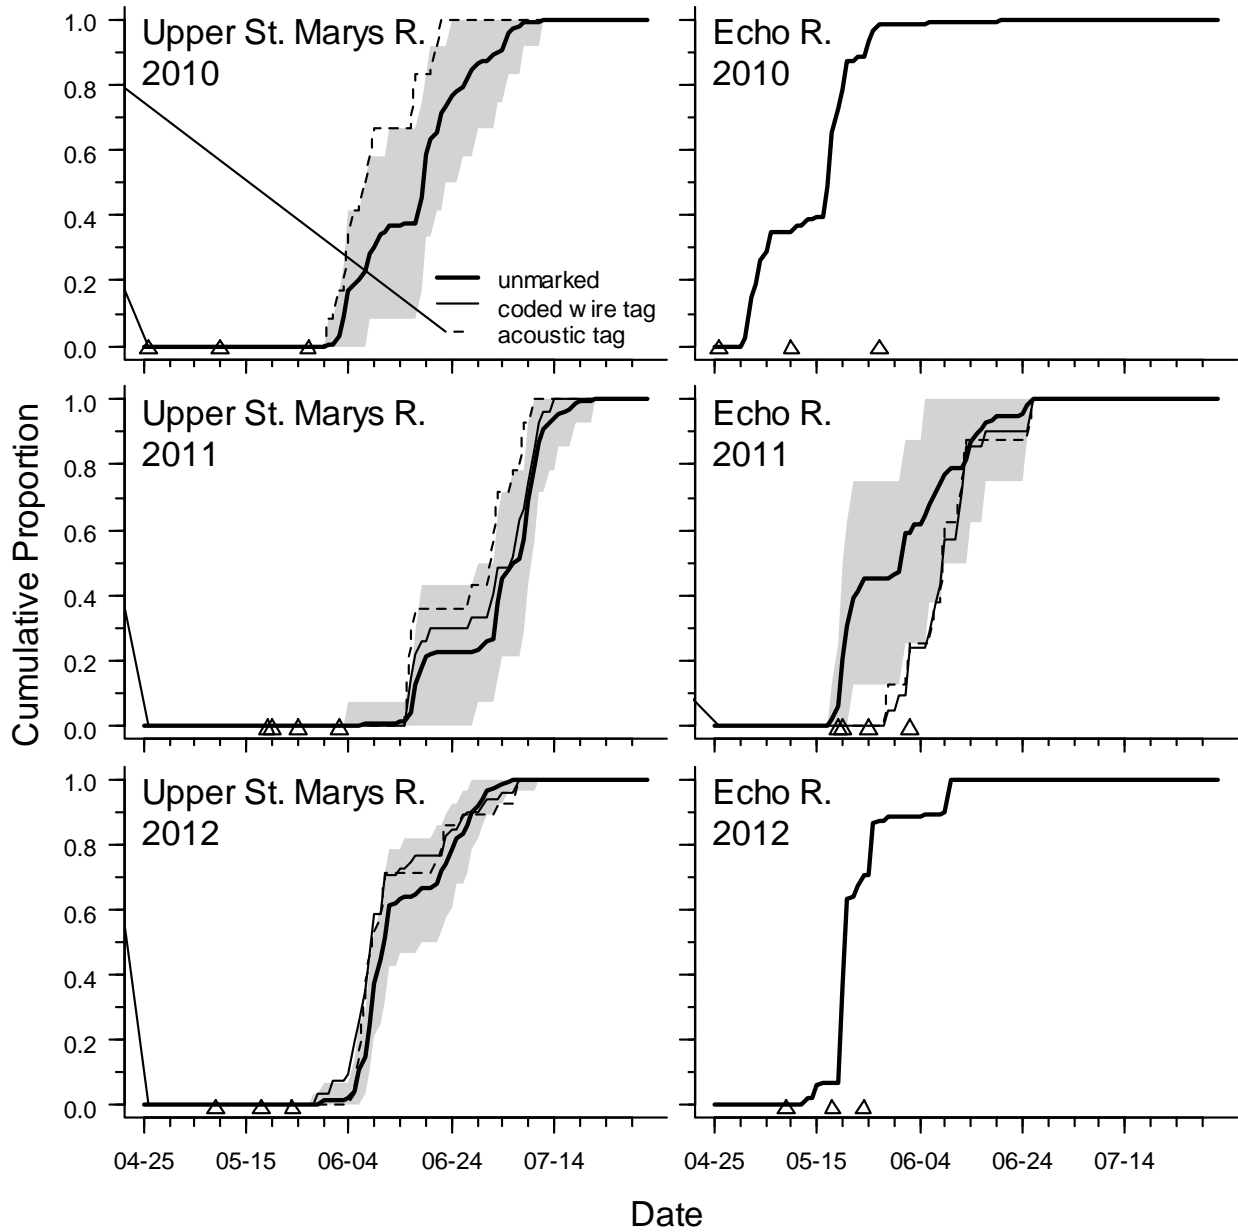 Upper St. Marys R.
2010
1.0
0.8
0.6
0.4
0.2
0.0
unmarked
coded wire tag
acoustic tag
Echo R.
2010
Upper St. Marys R.
2011
1.0
0.8
0.6
0.4
0.2
0.0
Echo R.
2011
Cumulative Proportion
Upper St. Marys R.
2012
1.0
0.8
0.6
0.4
0.2
0.0
Echo R.
2012
04-25 05-15 06-04 06-24 07-14
04-25 05-15 06-04 06-24 07-14
Date